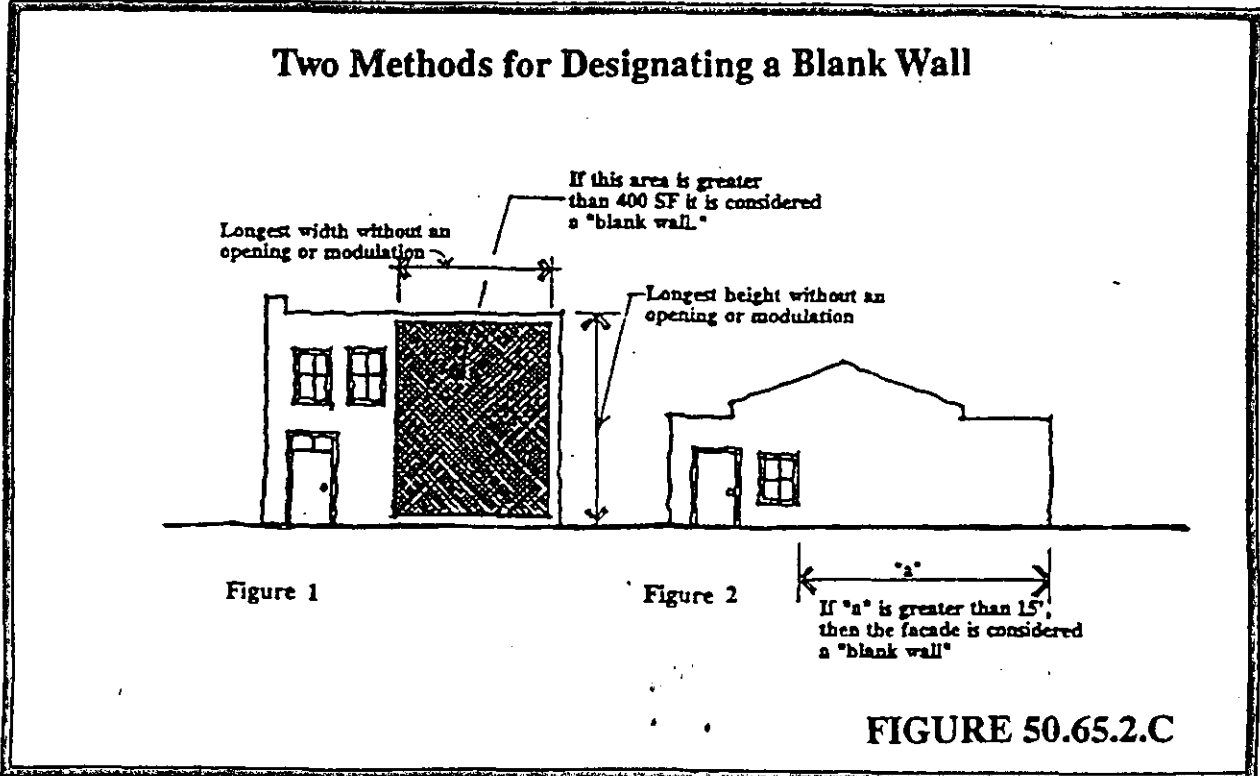 Two Methods for Designating a Blank Wall
If this area is greater
than 400 SF it is considered
a "blank wall."
Longest width without an
opening or modulation
Longest height without an
opening or modulation
Figure 1
Figure 2
"a"
If "a" is greater than 15',
then the facade is considered
a "blank wall"
FIGURE 50.65.2.C